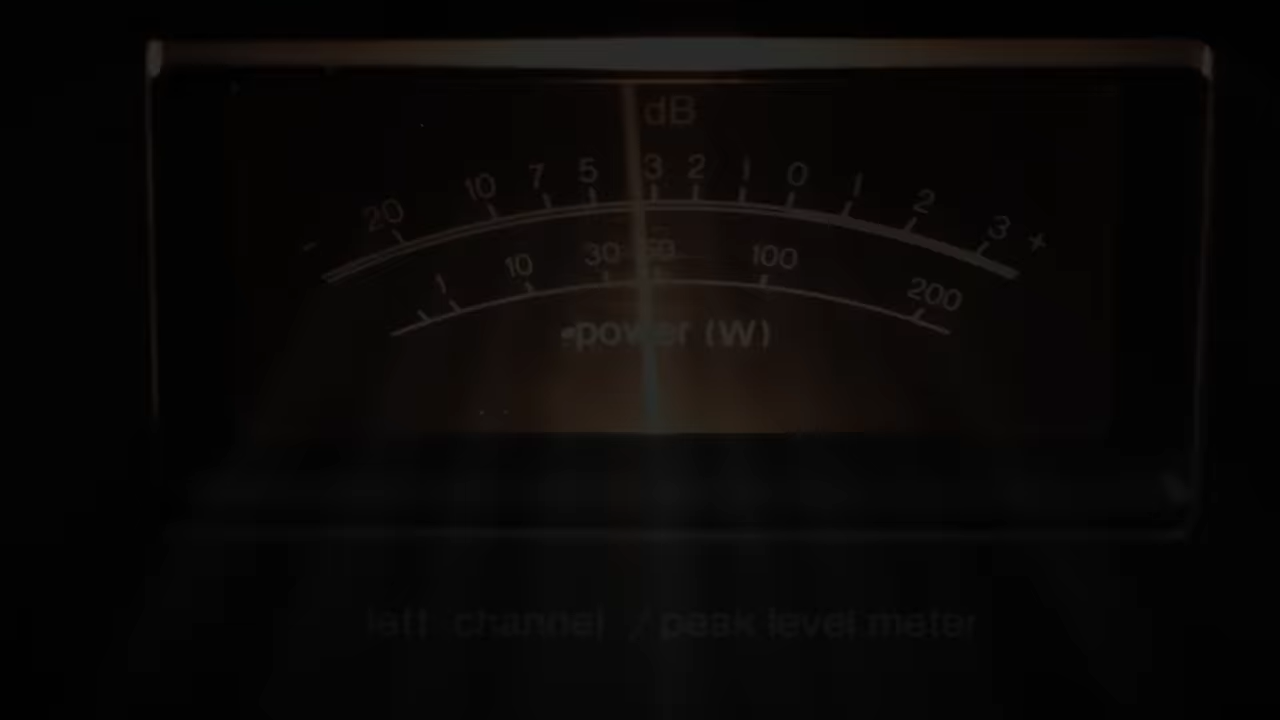 dB
- 20 10 7 5 3 2 1 0 1 2 3 +
1 10 30 50 100 200
power (W)
left channel / peak level meter